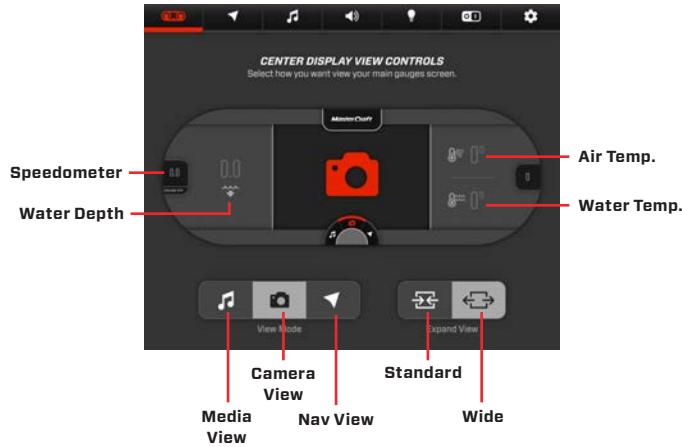 CENTER DISPLAY VIEW CONTROLS
Select how you want view your main gauges screen.
MasterCraft
Speedometer
0.0
0.0
0°
0
Air Temp.
Water Depth
0°
Water Temp.
View Mode
Expand View
Camera
View
Standard
Media
View
Nav View
Wide